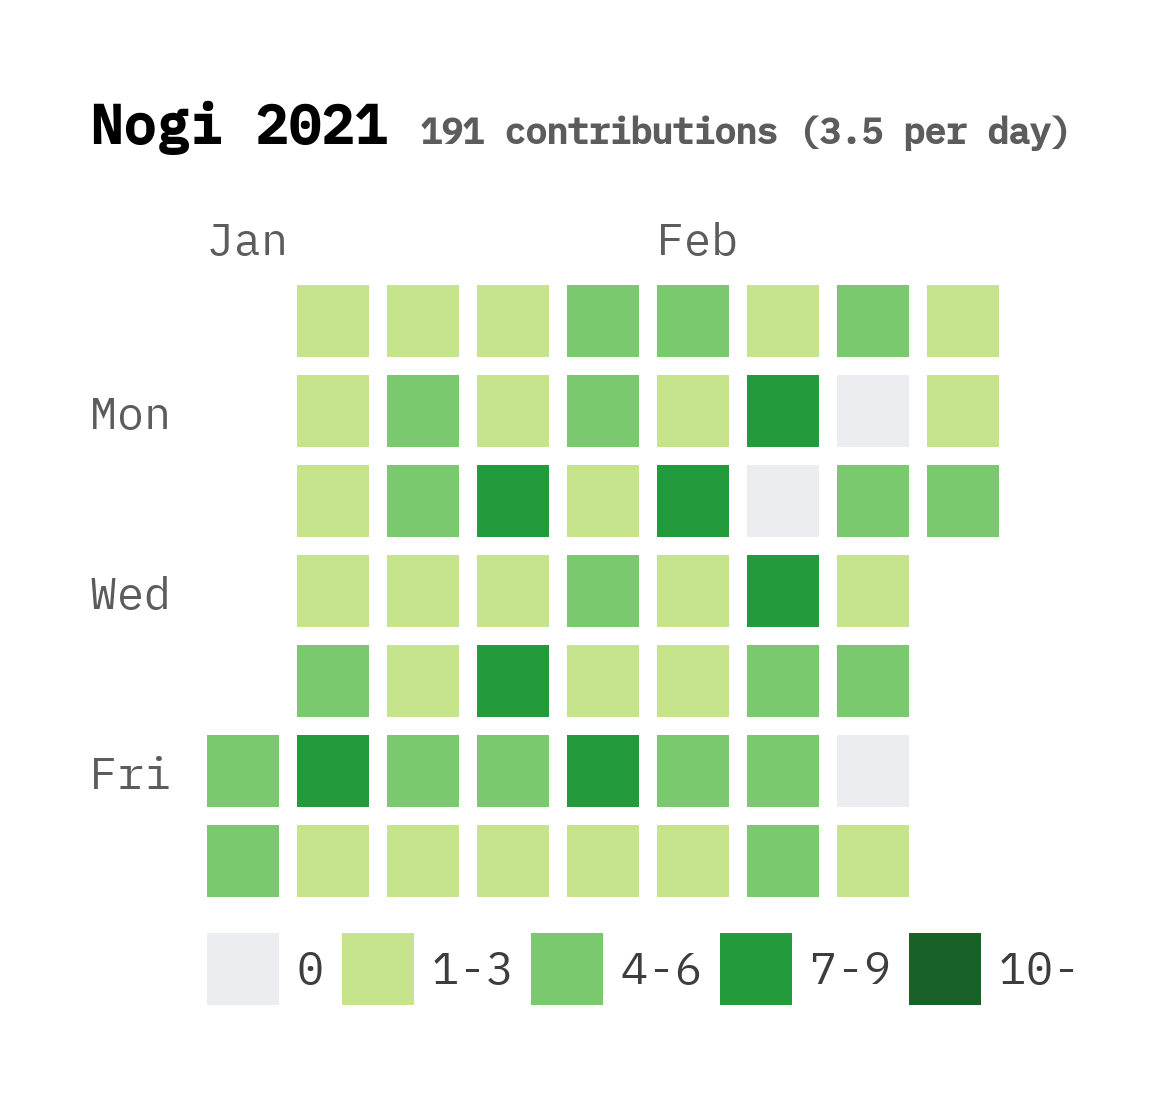 Nogi 2021 191 contributions (3.5 per day)
Jan Feb
Mon
Wed
Fri
0 1-3 4-6 7-9 10-